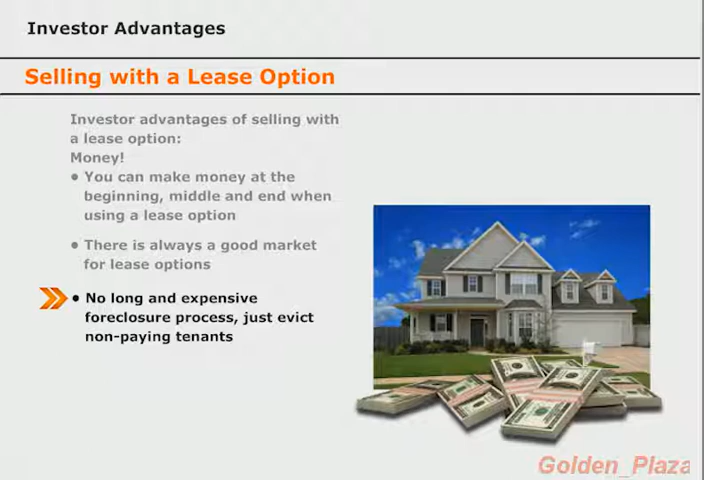 Investor Advantages
Selling with a Lease Option
Investor advantages of selling with
a lease option:
Money!
• You can make money at the
beginning, middle and end when
using a lease option
• There is always a good market
for lease options
• No long and expensive
foreclosure process, just evict
non-paying tenants
Golden_Plaza